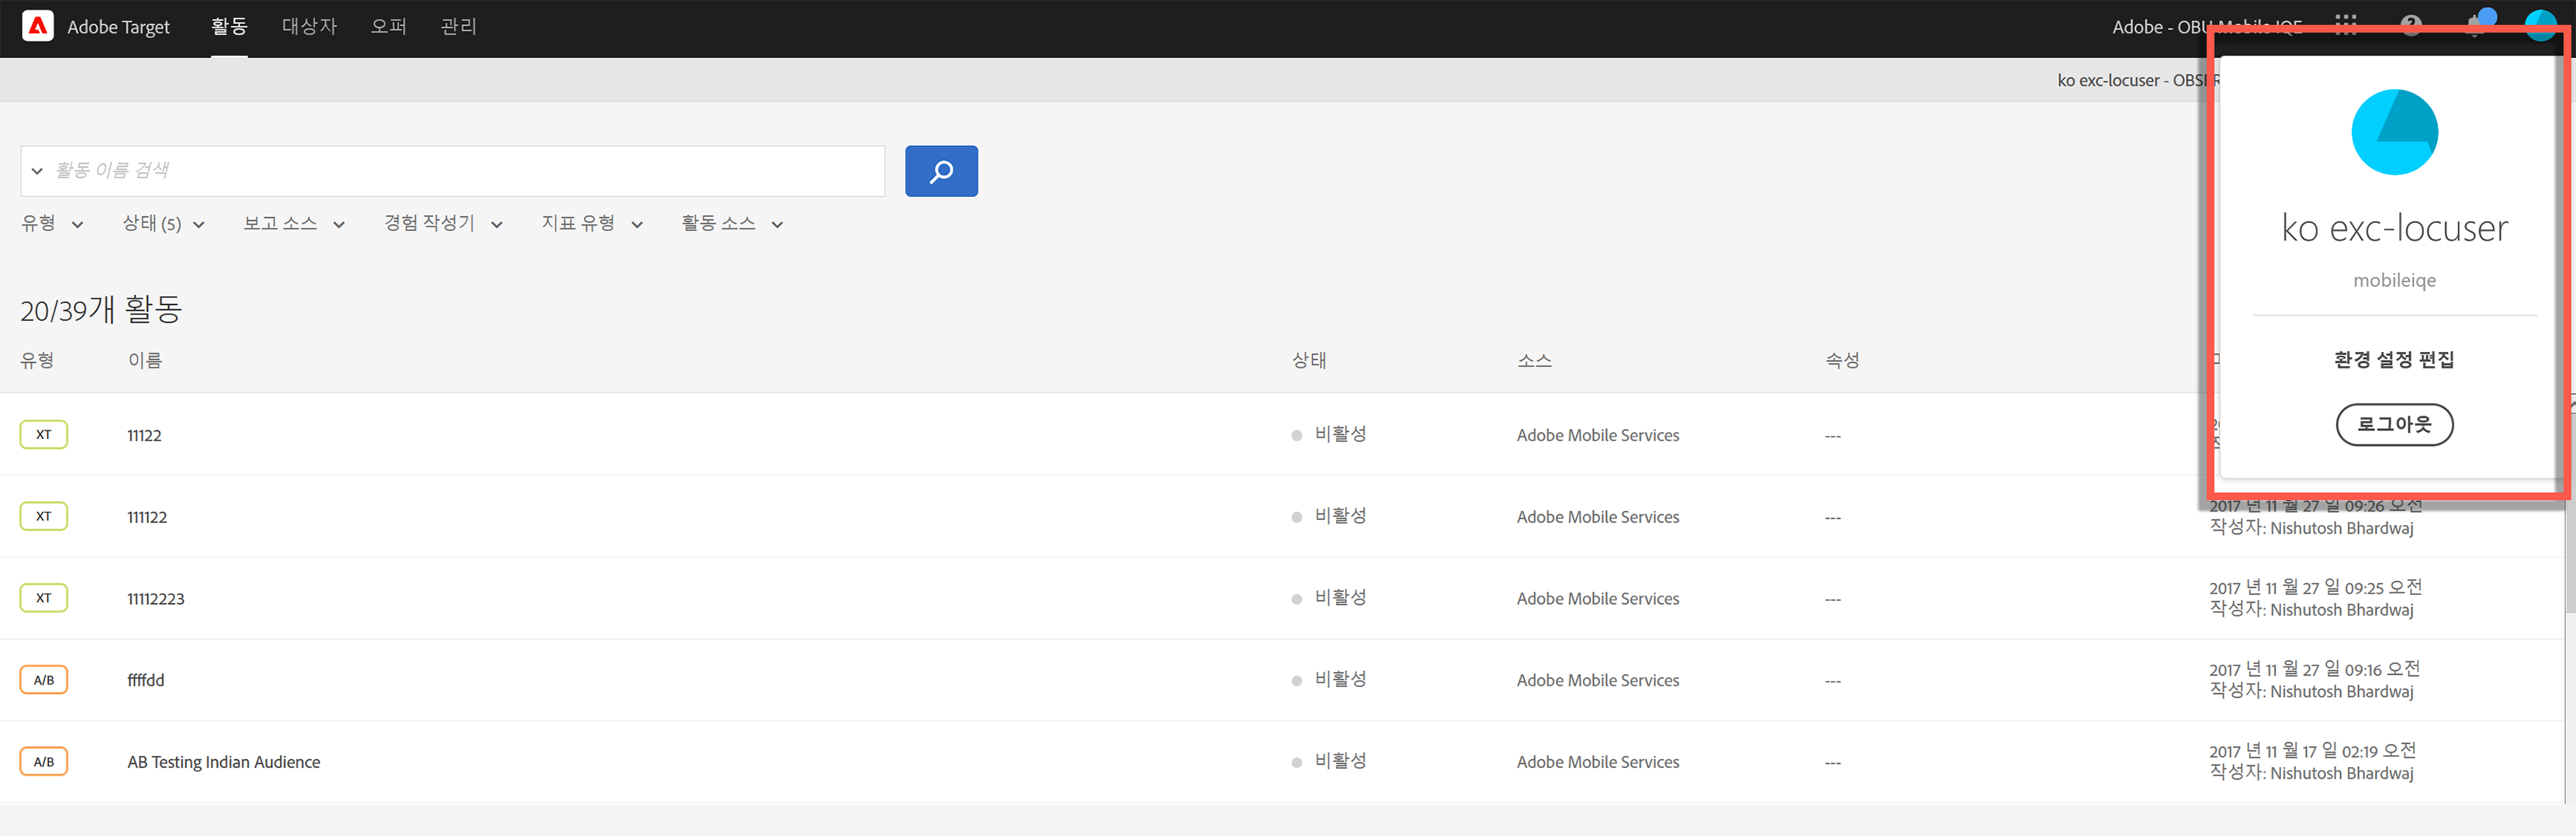 Adobe Target 활동 대상자 오퍼 관리 Adobe - OBU Mobile IQE
ko exc-locuser - OBSER
활동 이름 검색
유형 상태 (5) 보고 소스 경험 작성기 지표 유형 활동 소스
ko exc-locuser
mobileiqe
환경 설정 편집
로그아웃
20/39개 활동
유형 이름 상태 소스 속성
XT 11122 비활성 Adobe Mobile Services ---
XT 111122 비활성 Adobe Mobile Services --- 2017 년 11 월 27 일 09:26 오전
작성자: Nishutosh Bhardwaj
XT 11112223 비활성 Adobe Mobile Services --- 2017 년 11 월 27 일 09:25 오전
작성자: Nishutosh Bhardwaj
A/B ffffdd 비활성 Adobe Mobile Services --- 2017 년 11 월 27 일 09:16 오전
작성자: Nishutosh Bhardwaj
A/B AB Testing Indian Audience 비활성 Adobe Mobile Services --- 2017 년 11 월 17 일 02:19 오전
작성자: Nishutosh Bhardwaj